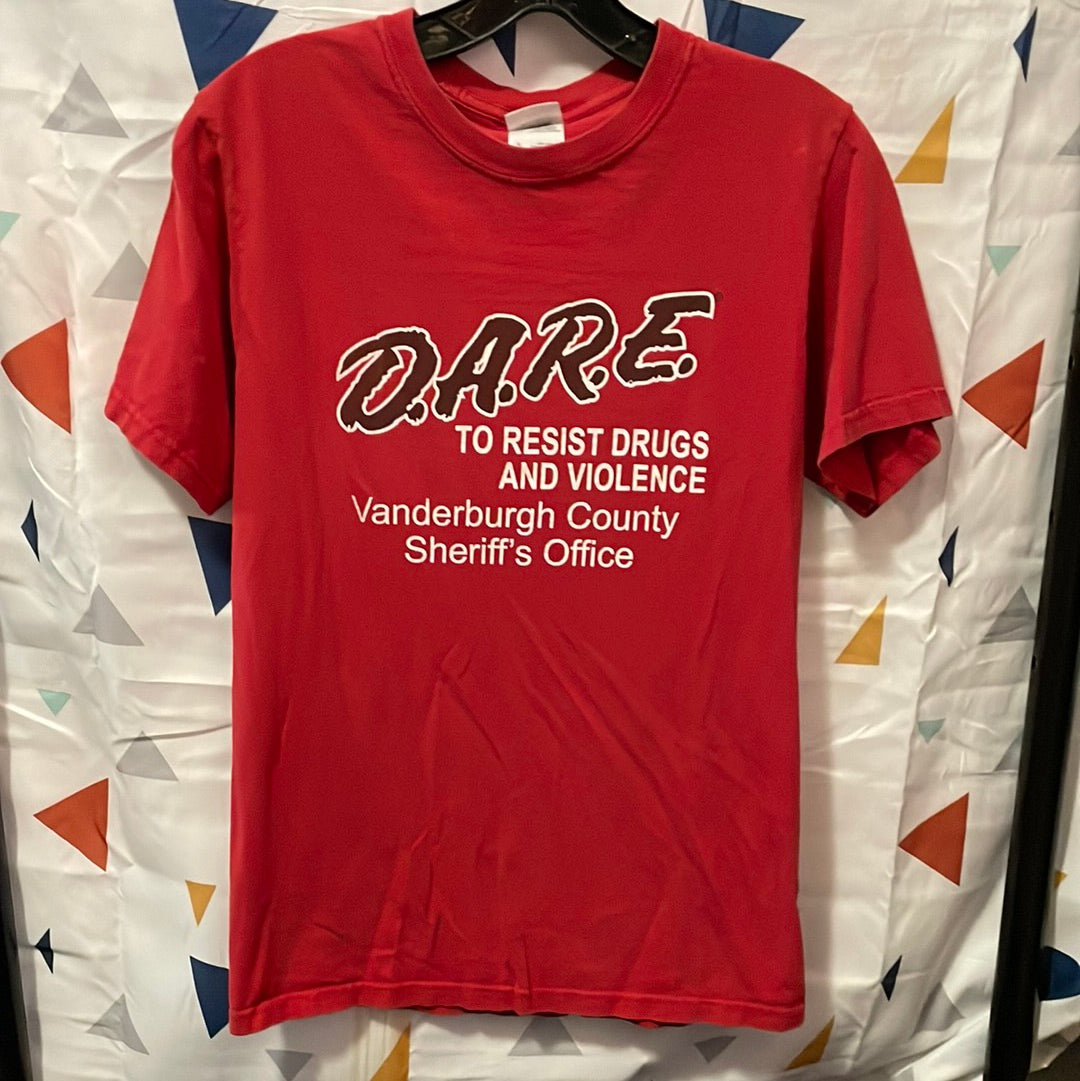 D.A.R.E.
TO RESIST DRUGS
AND VIOLENCE
Vanderburgh County
Sheriff's Office